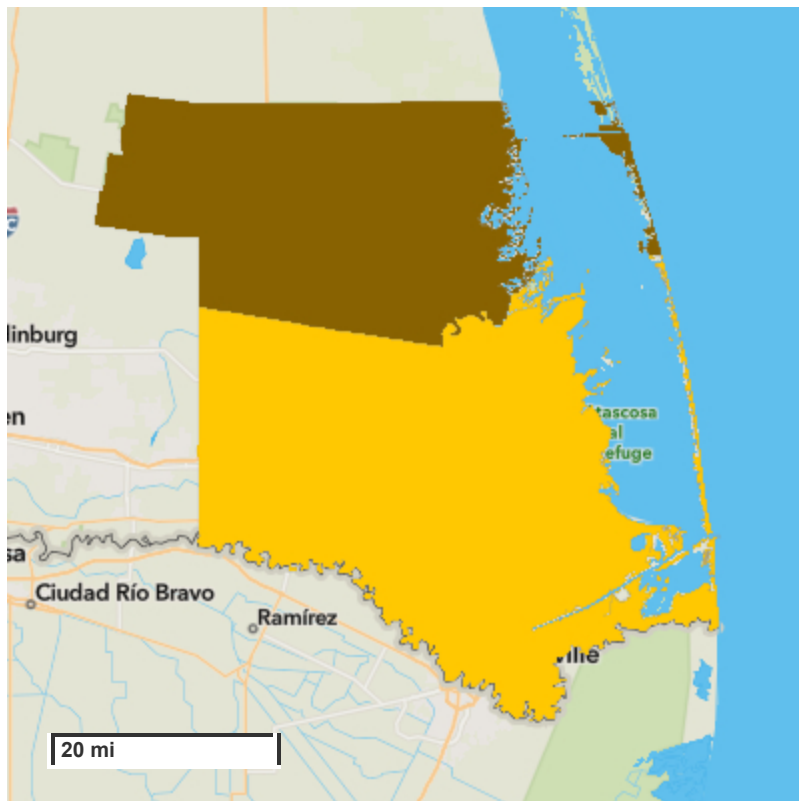 linburg
en
tascosa
al
efuge
sa
Ciudad Río Bravo
Ramírez
ville
20 mi